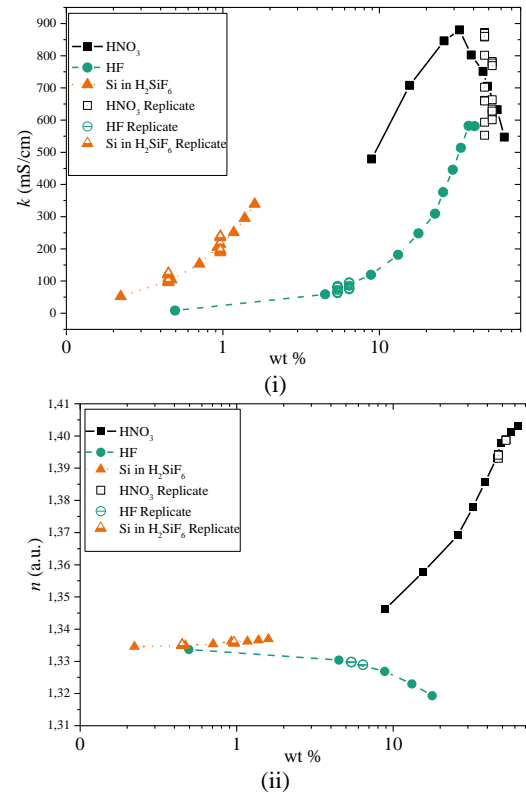 900
800
700
600
500
400
300
200
100
0
k (mS/cm)
HNO₃
HF
Si in H₂SiF₆
HNO₃ Replicate
HF Replicate
Si in H₂SiF₆ Replicate
0 1 10
wt %
(i)
1,41
1,40
1,39
1,38
1,37
1,36
1,35
1,34
1,33
1,32
1,31
n (a.u.)
HNO₃
HF
Si in H₂SiF₆
HNO₃ Replicate
HF Replicate
Si in H₂SiF₆ Replicate
0 1 10
wt %
(ii)